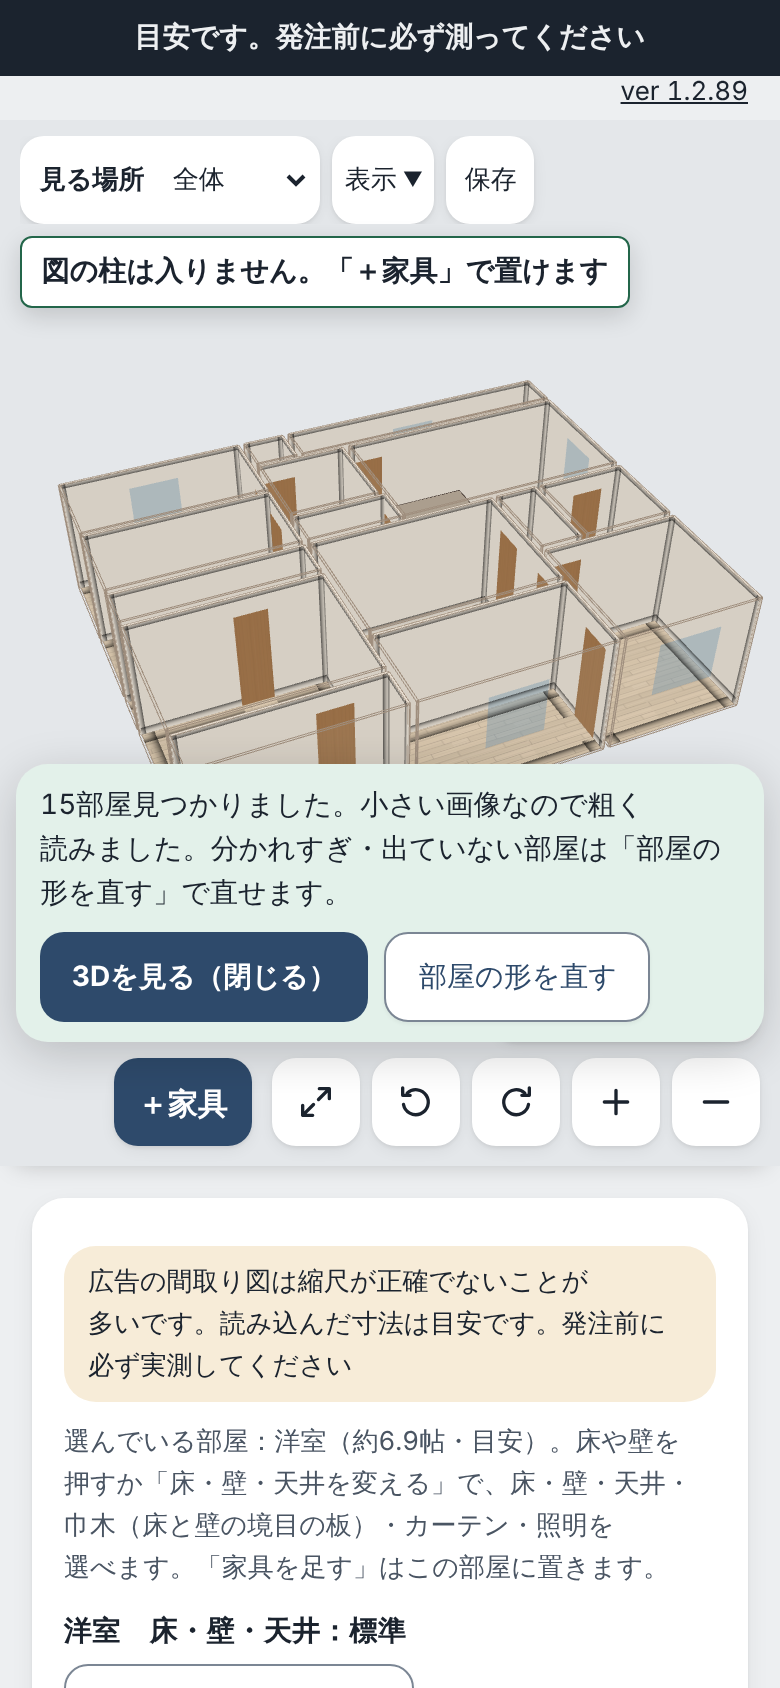 目安です。発注前に必ず測ってください
ver 1.2.89
見る場所 全体
表示▼
保存
図の柱は入りません。「＋家具」で置けます
15部屋見つかりました。小さい画像なので粗く
読みました。分かれすぎ・出ていない部屋は「部屋の
形を直す」で直せます。
3Dを見る（閉じる）
部屋の形を直す
＋家具
広告の間取り図は縮尺が正確でないことが
多いです。読み込んだ寸法は目安です。発注前に
必ず実測してください
選んでいる部屋：洋室（約6.9帖・目安）。床や壁を
押すか「床・壁・天井を変える」で、床・壁・天井・
巾木（床と壁の境目の板）・カーテン・照明を
選べます。「家具を足す」はこの部屋に置きます。
洋室　床・壁・天井：標準